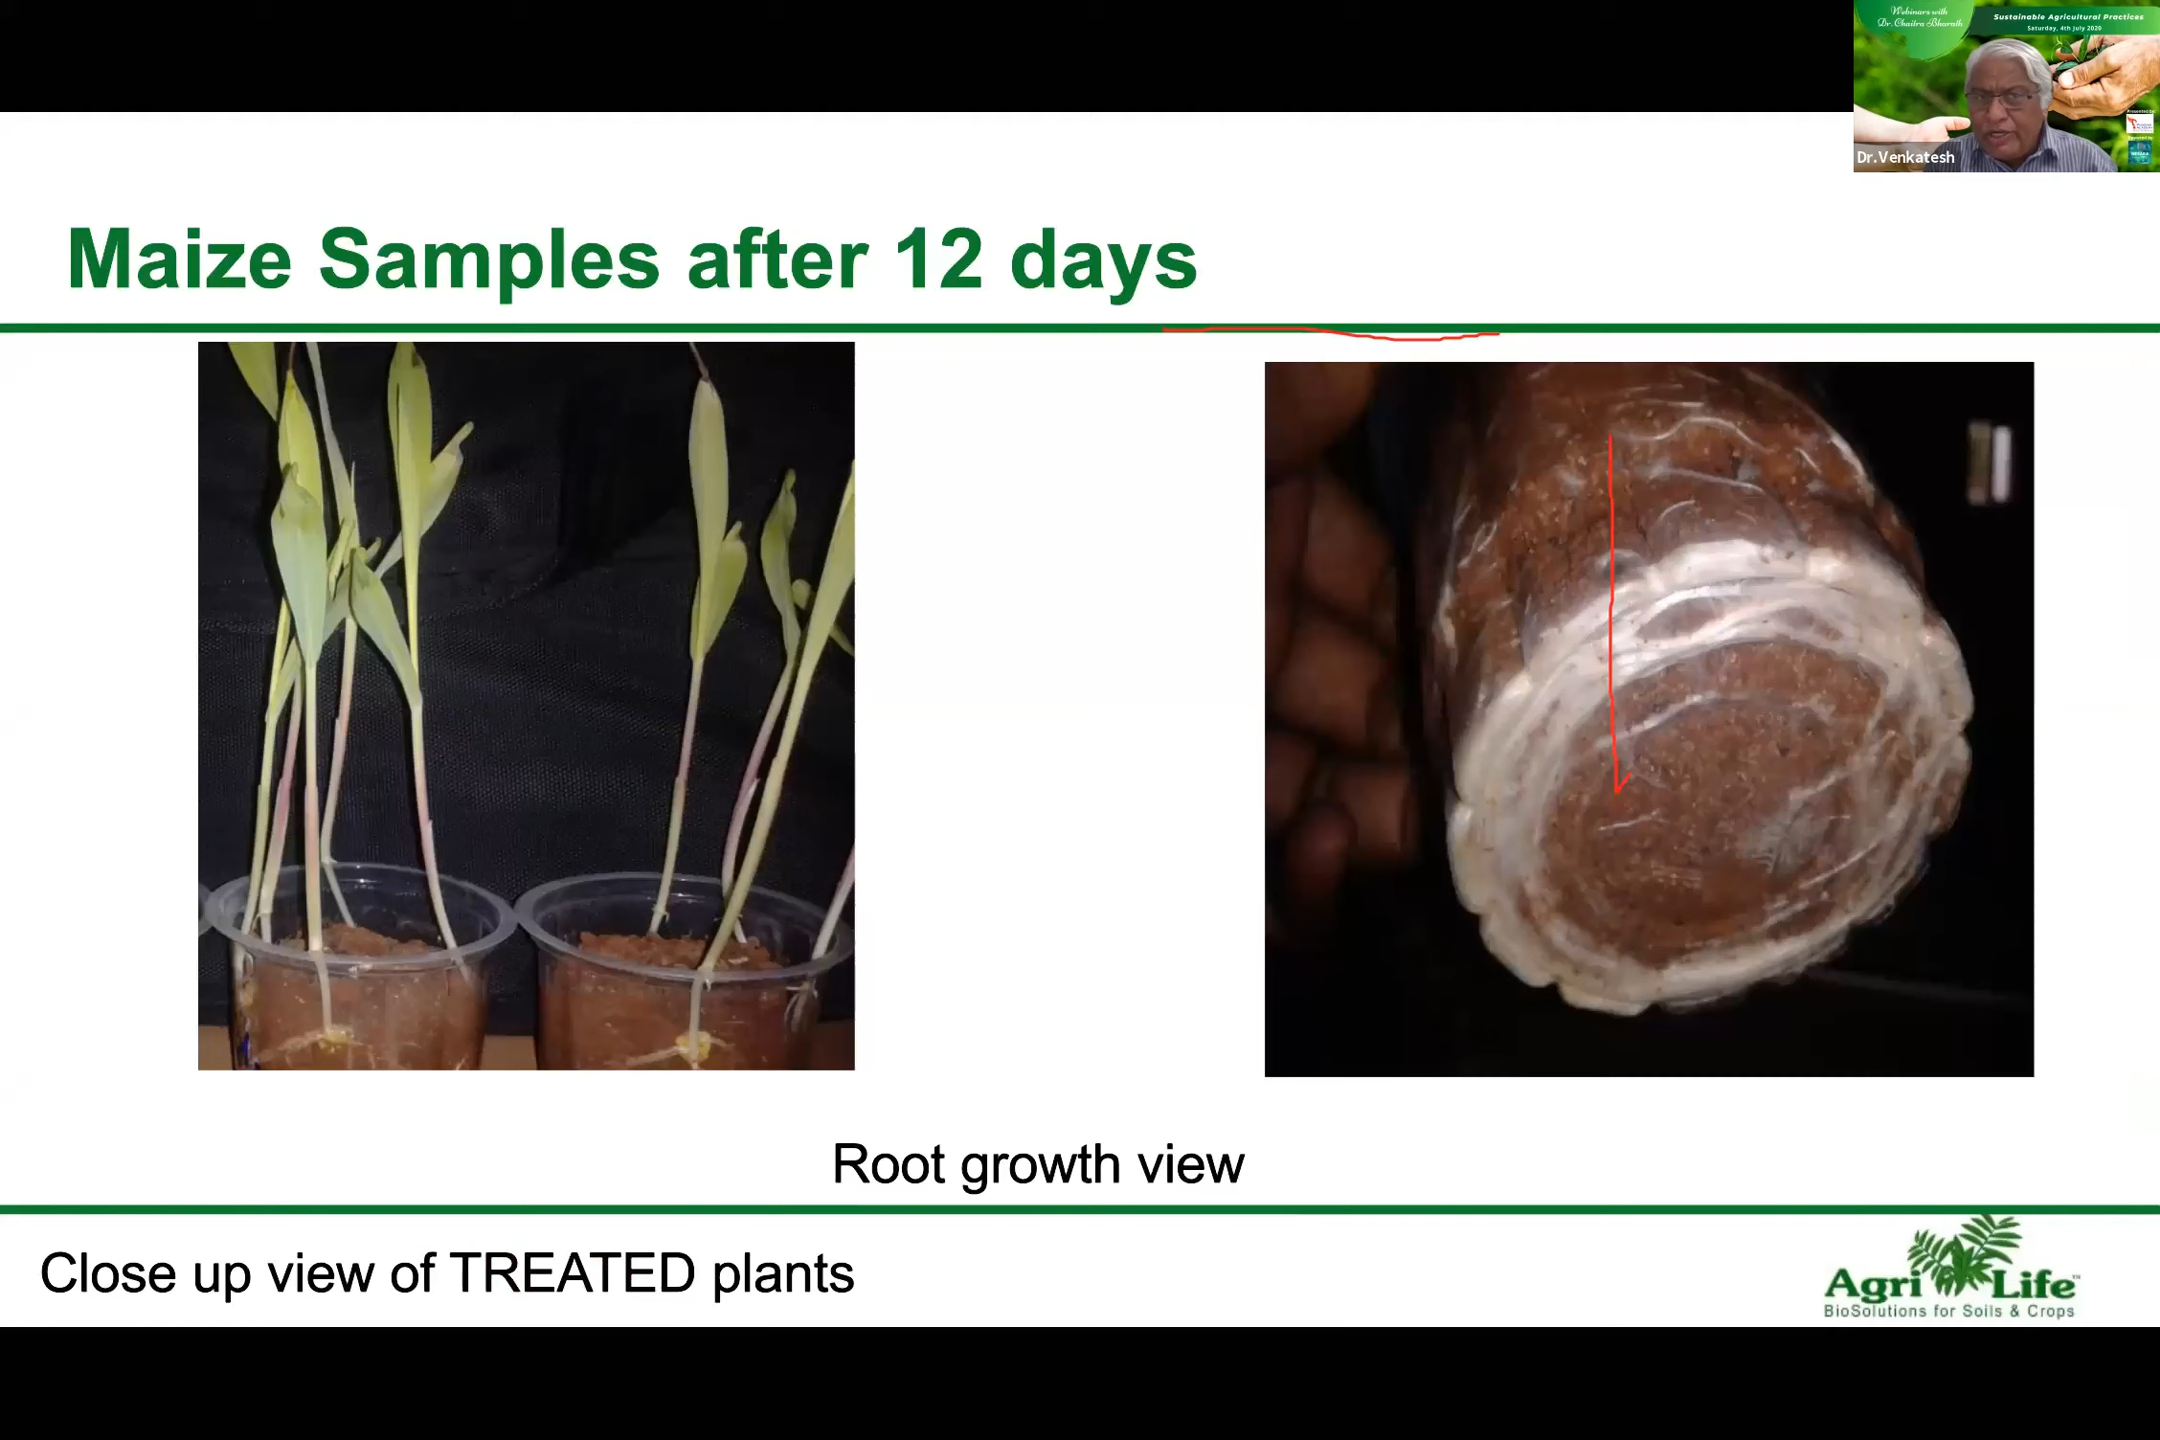 Webinars with
Dr. Chaitra Bharath
Sustainable Agricultural Practices
Saturday, 4th July 2020
Dr.Venkatesh
Maize Samples after 12 days
Root growth view
Close up view of TREATED plants
Agri Life™
BioSolutions for Soils & Crops